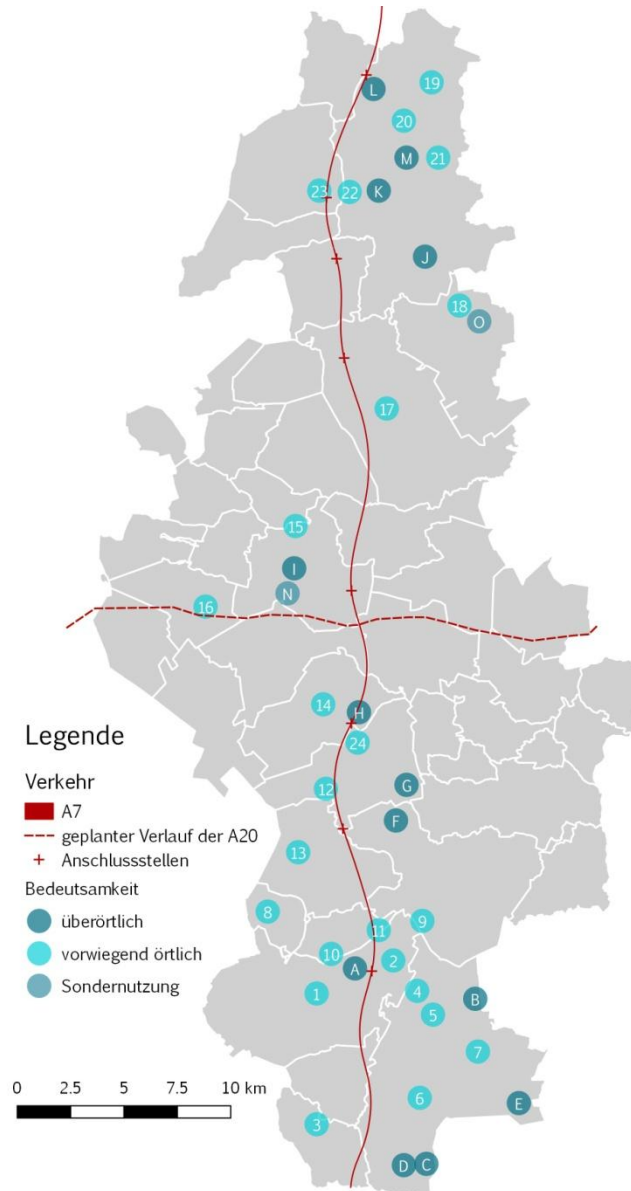 L
19
20
M
21
23
22
K
J
18
O
17
15
I
N
16
14
H
24
12
G
F
13
8
9
11
10
A
2
1
4
B
5
7
6
E
3
D
C
Legende
Verkehr
A7
geplanter Verlauf der A20
Anschlussstellen
Bedeutsamkeit
überörtlich
vorwiegend örtlich
Sondernutzung
0 2.5 5 7.5 10 km